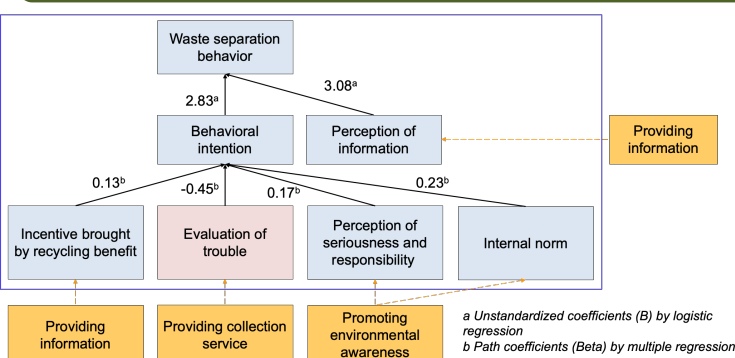 Waste separation
behavior
3.08a
2.83a
Behavioral
intention
Perception of
information
Providing
information
0.13b
-0.45b
0.17b
0.23b
Incentive brought
by recycling benefit
Evaluation of
trouble
Perception of
seriousness and
responsibility
Internal norm
Providing
information
Providing collection
service
Promoting
environmental
awareness
a Unstandardized coefficients (B) by logistic
regression
b Path coefficients (Beta) by multiple regression